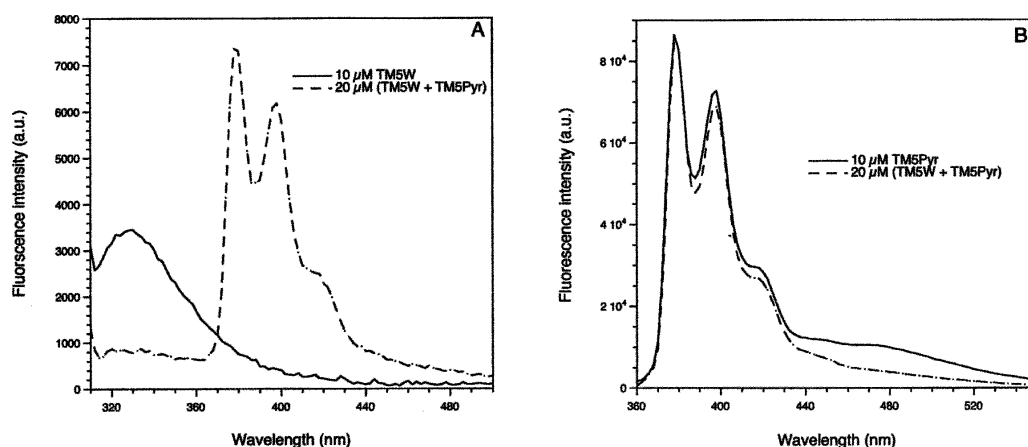 A
8000
7000
6000
5000
4000
3000
2000
1000
0
10 µM TM5W
20 µM (TM5W + TM5Pyr)
Fluorscence intensity (a.u.)
320 360 400 440 480
Wavelength (nm)
B
8 10⁴
6 10⁴
4 10⁴
2 10⁴
0
10 µM TM5Pyr
20 µM (TM5W + TM5Pyr)
Fluorescence intensity (a.u.)
360 400 440 480 520
Wavelength (nm)